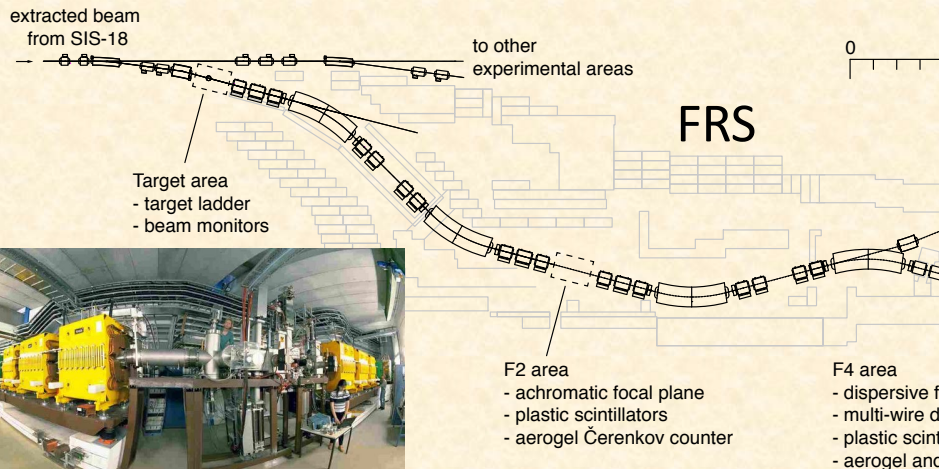 extracted beam
from SIS-18
to other
experimental areas
0
FRS
Target area
- target ladder
- beam monitors
F2 area
- achromatic focal plane
- plastic scintillators
- aerogel Čerenkov counter
F4 area
- dispersive f
- multi-wire d
- plastic scint
- aerogel and